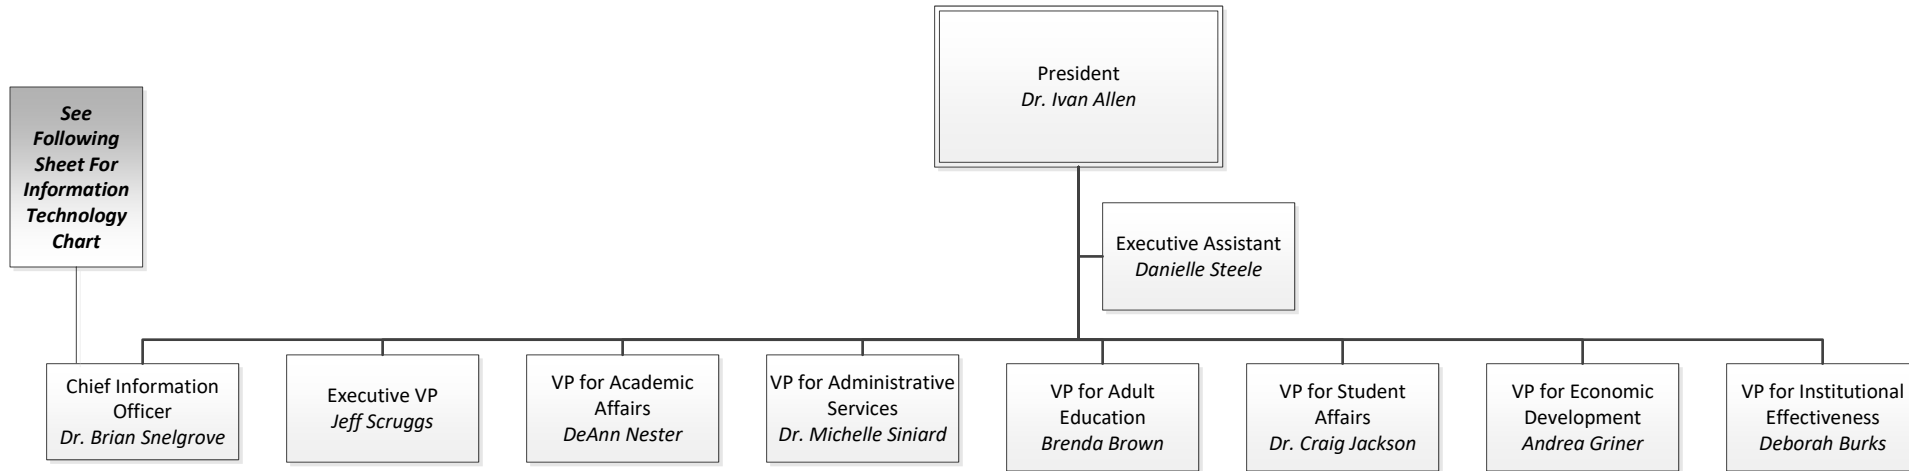 President
Dr. Ivan Allen
See
Following
Sheet For
Information
Technology
Chart
Executive Assistant
Danielle Steele
Chief Information
Officer
Dr. Brian Snelgrove
Executive VP
Jeff Scruggs
VP for Academic
Affairs
DeAnn Nester
VP for Administrative
Services
Dr. Michelle Siniard
VP for Adult
Education
Brenda Brown
VP for Student
Affairs
Dr. Craig Jackson
VP for Economic
Development
Andrea Griner
VP for Institutional
Effectiveness
Deborah Burks